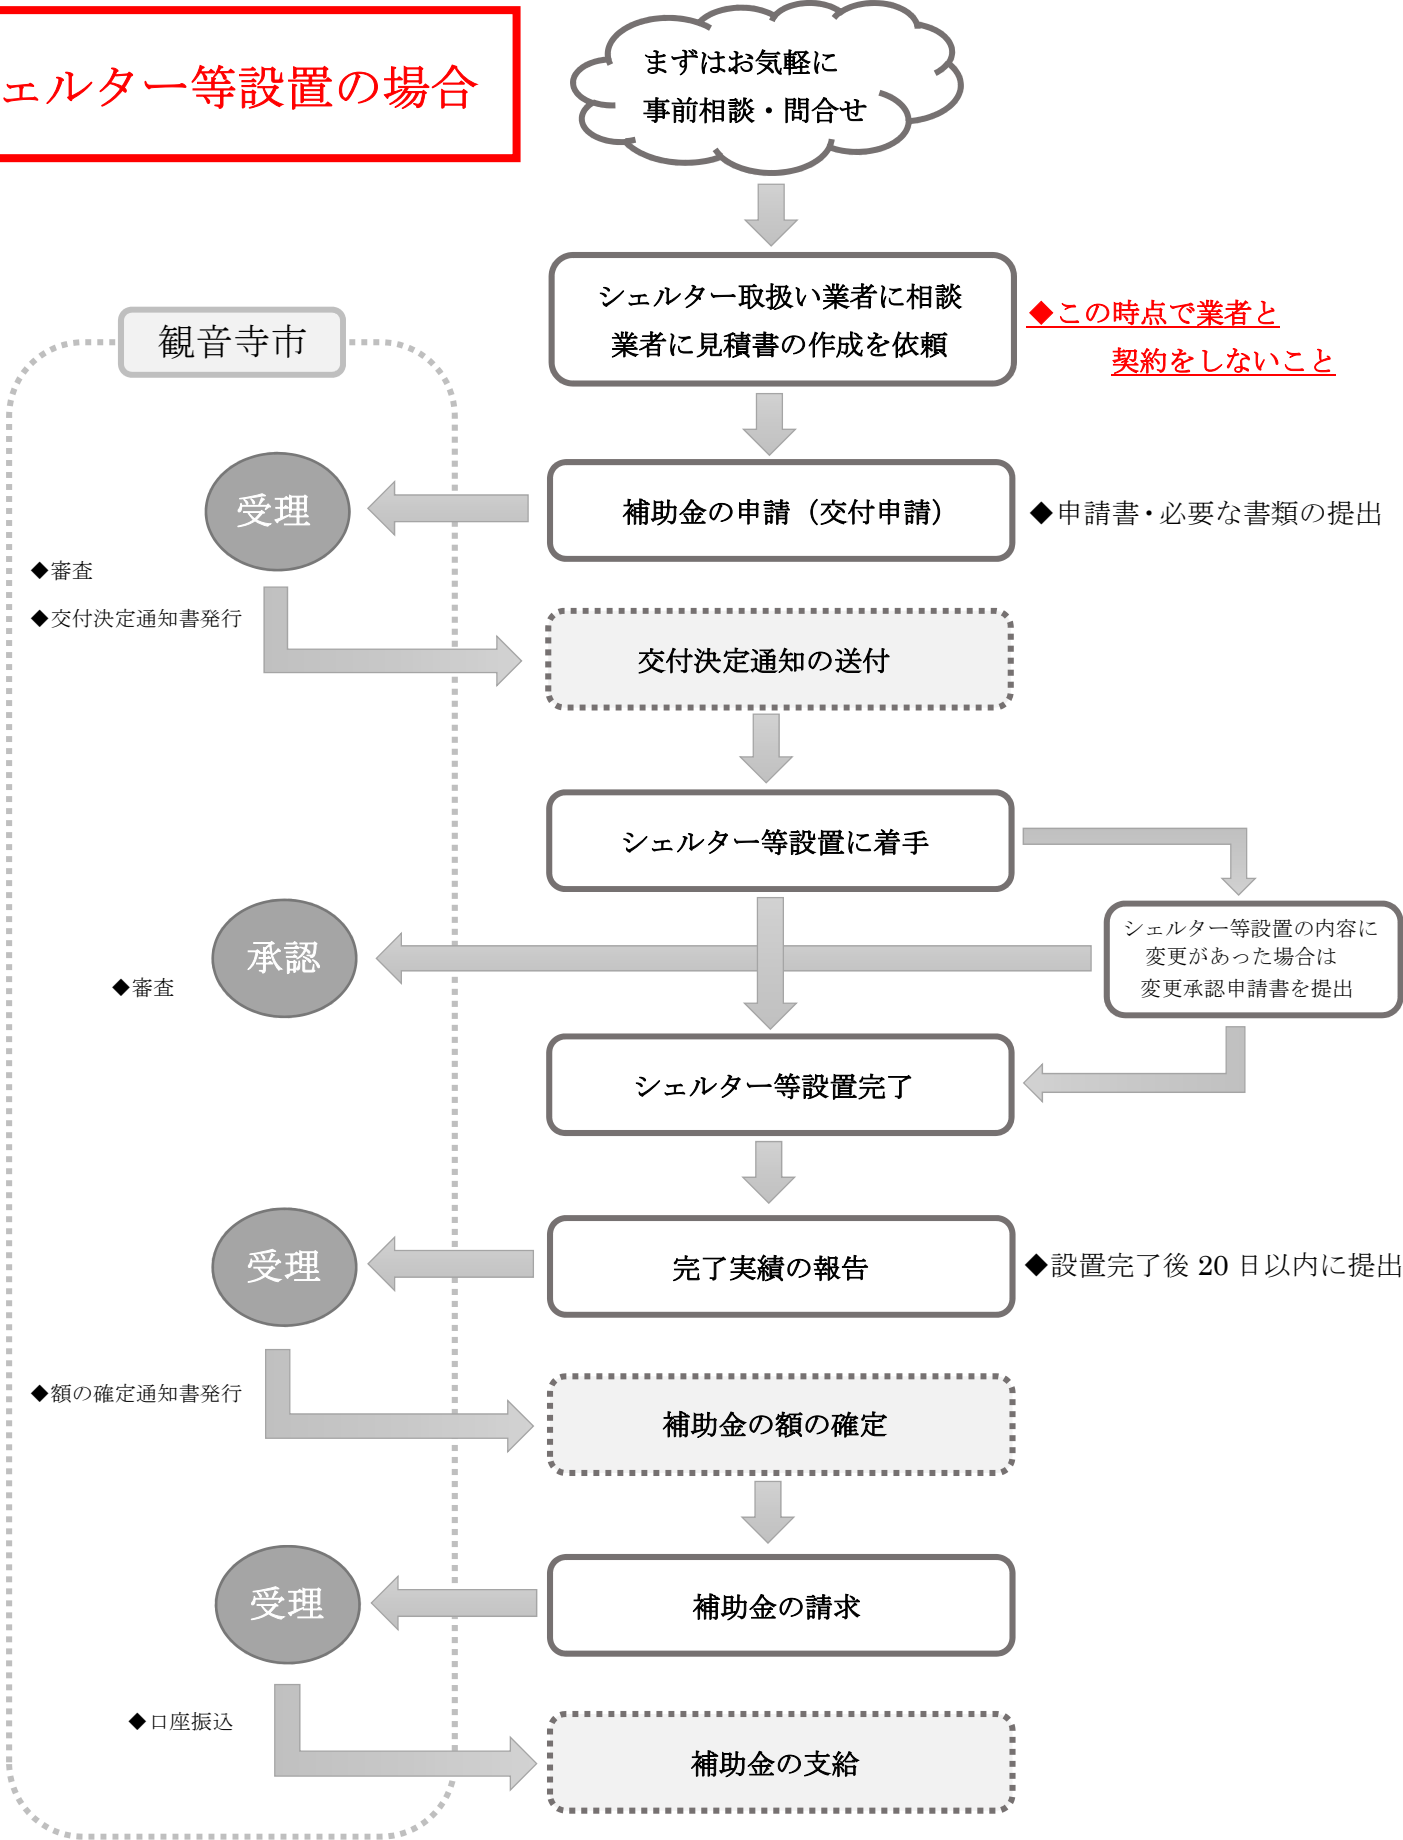 ェルター等設置の場合
まずはお気軽に
事前相談・問合せ
シェルター取扱い業者に相談
業者に見積書の作成を依頼
◆この時点で業者と
契約をしないこと
観音寺市
受理
補助金の申請（交付申請）
◆申請書・必要な書類の提出
◆審査
◆交付決定通知書発行
交付決定通知の送付
シェルター等設置に着手
シェルター等設置の内容に
変更があった場合は
変更承認申請書を提出
承認
◆審査
シェルター等設置完了
受理
完了実績の報告
◆設置完了後 20 日以内に提出
◆額の確定通知書発行
補助金の額の確定
受理
補助金の請求
◆口座振込
補助金の支給